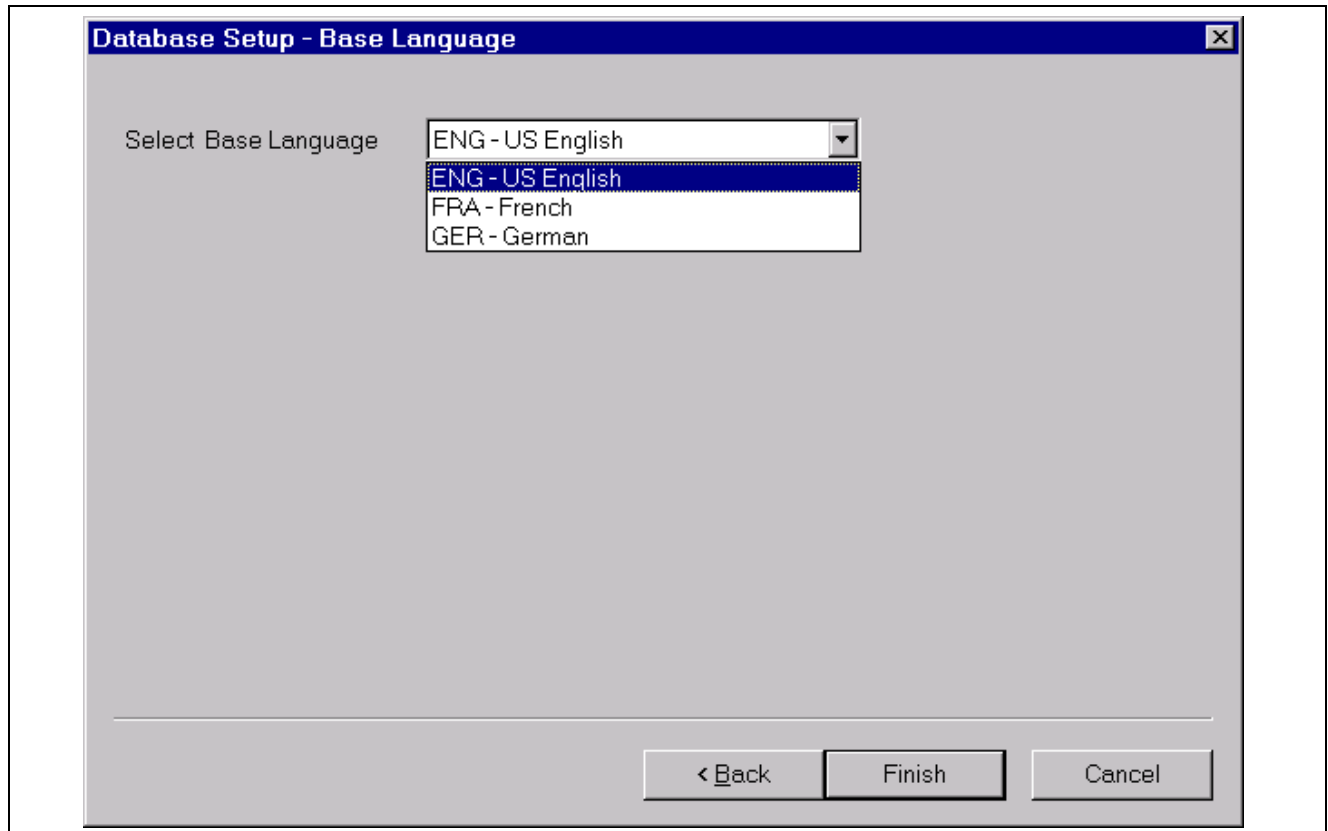 Database Setup - Base Language
Select Base Language ENG - US English
ENG - US English
FRA - French
GER - German
< Back Finish Cancel